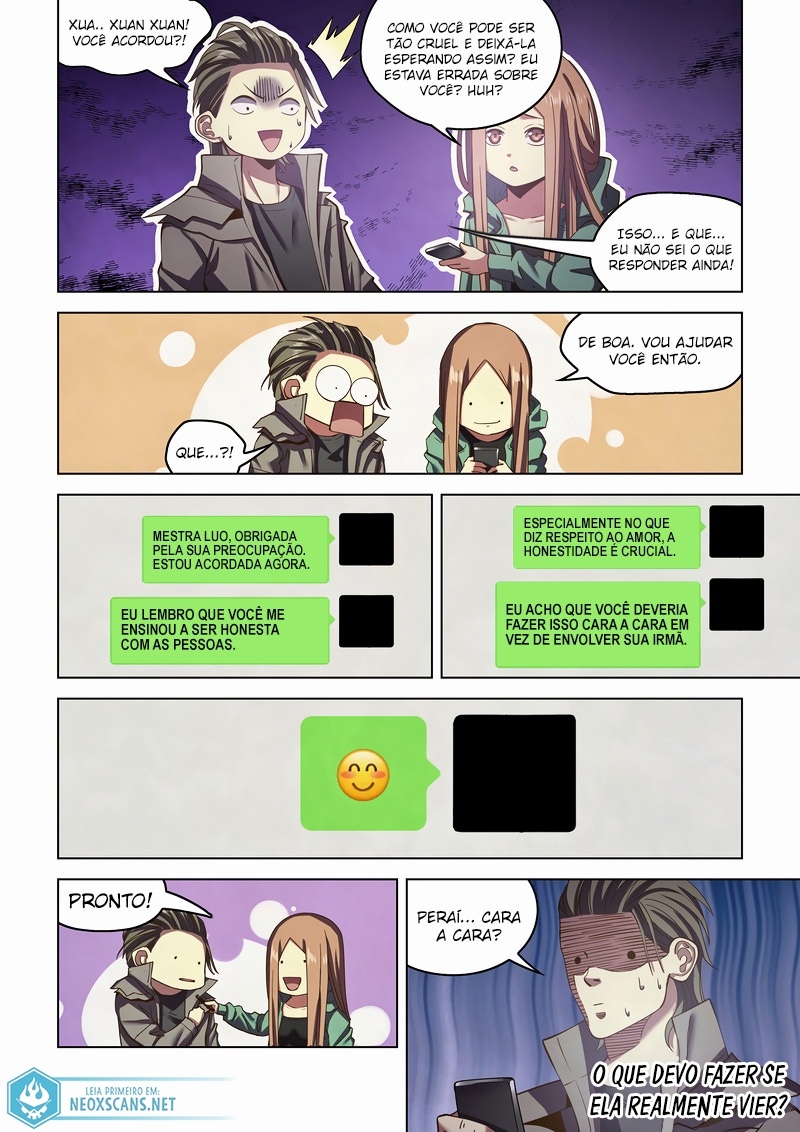 XUA.. XUAN XUAN!
VOCÊ ACORDOU?!
COMO VOCÊ PODE SER
TÃO CRUEL E DEIXÁ-LA
ESPERANDO ASSIM? EU
ESTAVA ERRADA SOBRE
VOCÊ? HUH?
ISSO... E QUE...
EU NÃO SEI O QUE
RESPONDER AINDA!
DE BOA. VOU AJUDAR
VOCÊ ENTÃO.
QUE...?!
MESTRA LUO, OBRIGADA
PELA SUA PREOCUPAÇÃO.
ESTOU ACORDADA AGORA.
EU LEMBRO QUE VOCÊ ME
ENSINOU A SER HONESTA
COM AS PESSOAS.
ESPECIALMENTE NO QUE
DIZ RESPEITO AO AMOR, A
HONESTIDADE É CRUCIAL.
EU ACHO QUE VOCÊ DEVERIA
FAZER ISSO CARA A CARA EM
VEZ DE ENVOLVER SUA IRMÃ.
PRONTO!
PERAÍ... CARA
A CARA?
O QUE DEVO FAZER SE
ELA REALMENTE VIER?
LEIA PRIMEIRO EM:
NEOXSCANS.NET